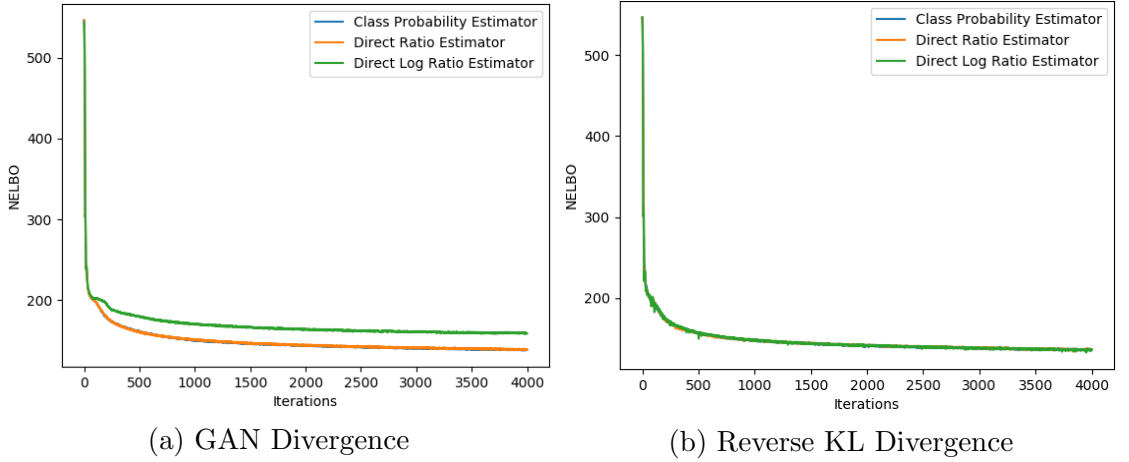 Class Probability Estimator
Direct Ratio Estimator
Direct Log Ratio Estimator
500
400
300
200
NELBO
0 500 1000 1500 2000 2500 3000 3500 4000
Iterations
(a) GAN Divergence
Class Probability Estimator
Direct Ratio Estimator
Direct Log Ratio Estimator
500
400
300
200
NELBO
0 500 1000 1500 2000 2500 3000 3500 4000
Iterations
(b) Reverse KL Divergence